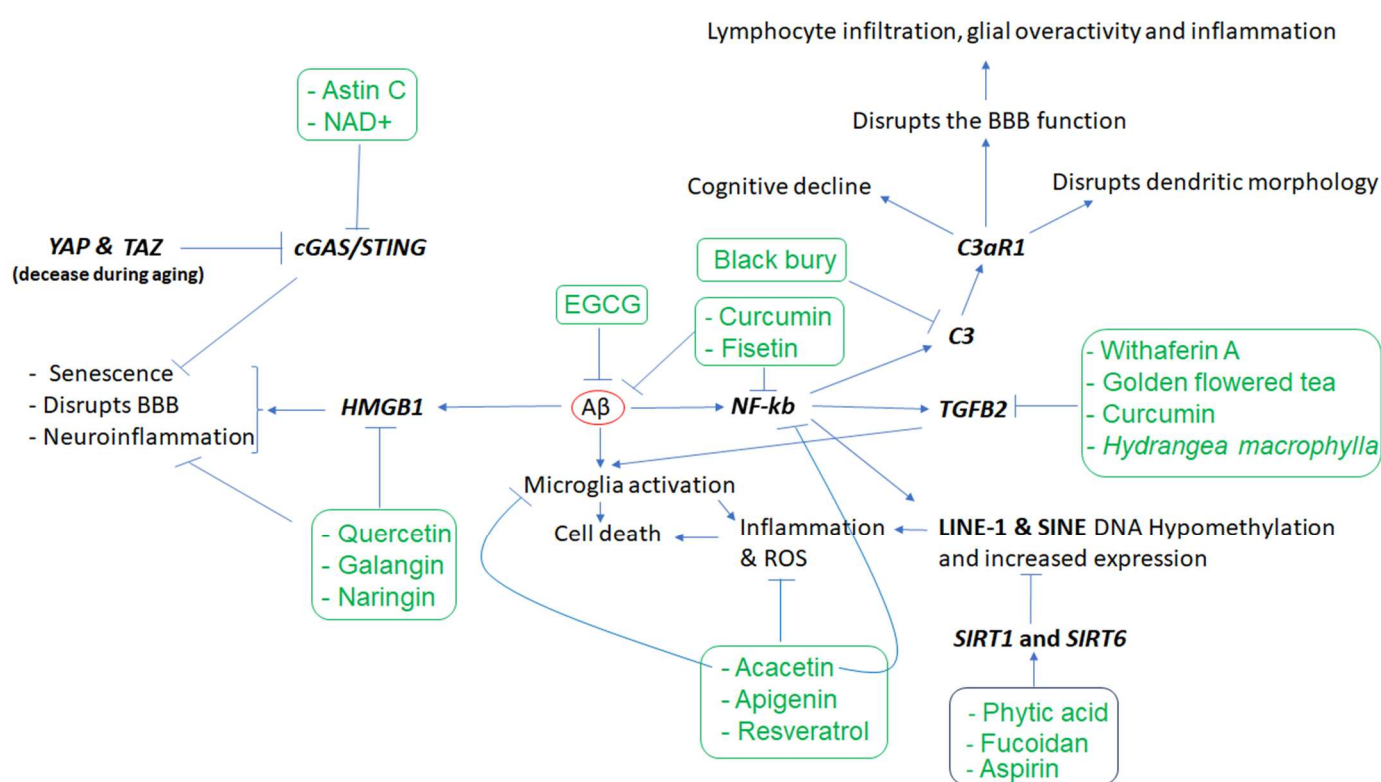 Lymphocyte infiltration, glial overactivity and inflammation
- Astin C
- NAD+
Disrupts the BBB function
Cognitive decline
Disrupts dendritic morphology
YAP & TAZ
(decease during aging)
cGAS/STING
C3aR1
Black bury
EGCG
- Curcumin
- Fisetin
C3
- Withaferin A
- Golden flowered tea
- Curcumin
- Hydrangea macrophylla
- Senescence
- Disrupts BBB
- Neuroinflammation
HMGB1
Aβ
NF-kb
TGFB2
Microglia activation
Cell death
Inflammation
& ROS
LINE-1 & SINE DNA Hypomethylation
and increased expression
- Quercetin
- Galangin
- Naringin
SIRT1 and SIRT6
- Acacetin
- Apigenin
- Resveratrol
- Phytic acid
- Fucoidan
- Aspirin